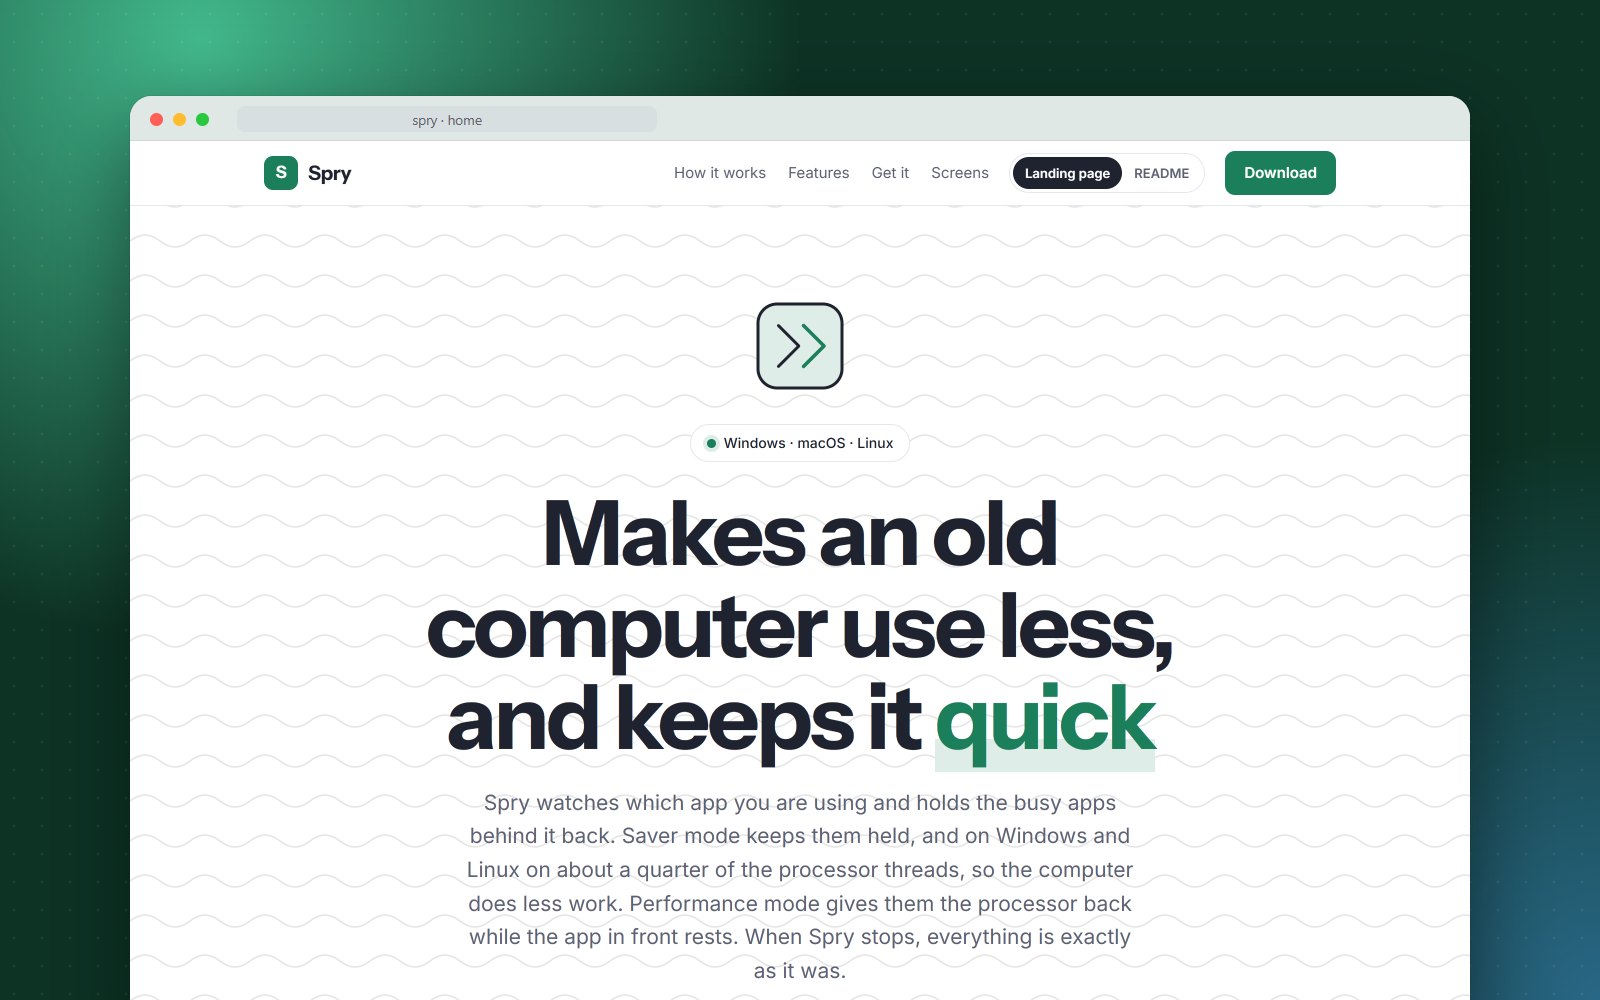 spry · home
S Spry
How it works Features Get it Screens Landing page README Download
Windows · macOS · Linux
Makes an old
computer use less,
and keeps it quick
Spry watches which app you are using and holds the busy apps
behind it back. Saver mode keeps them held, and on Windows and
Linux on about a quarter of the processor threads, so the computer
does less work. Performance mode gives them the processor back
while the app in front rests. When Spry stops, everything is exactly
as it was.